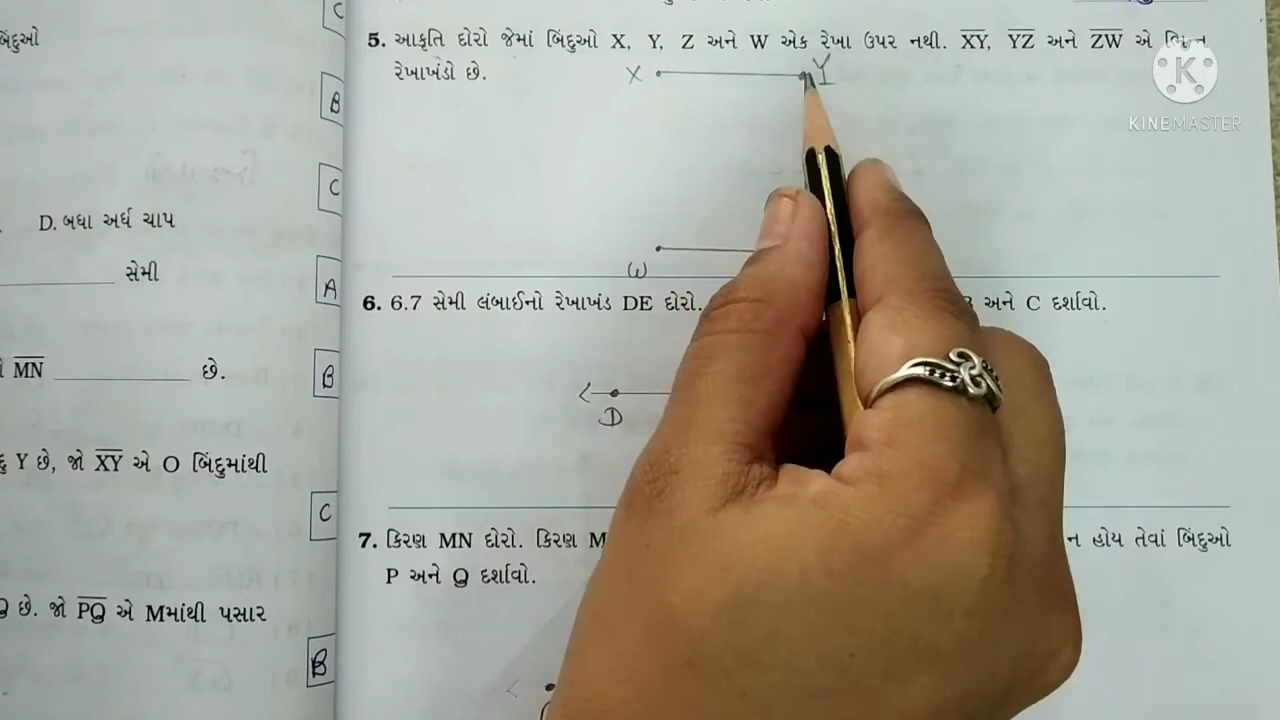 બિંદુઓ
D. બધા અર્ધ ચાપ
સેમી
MN છે.
Y છે, જો XY એ O બિંદુમાંથી
Q છે. જો PQ એ Mમાંથી પસાર
C
B
C
A
B
C
B
5. આકૃતિ દોરો જેમાં બિંદુઓ X, Y, Z અને W એક રેખા ઉપર નથી. XY, YZ અને ZW એ ભિન્ન
રેખાખંડો છે.
X Y
W
6. 6.7 સેમી લંબાઈનો રેખાખંડ DE દોરો. અને C દર્શાવો.
D
7. કિરણ MN દોરો. કિરણ M ન હોય તેવાં બિંદુઓ
P અને Q દર્શાવો.
K
KINEMASTER